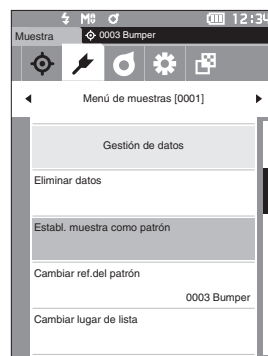 M 12:34
Muestra 0003 Bumper
Menú de muestras [0001]
Gestión de datos
Eliminar datos
Establ. muestra como patrón
Cambiar ref.del patrón
0003 Bumper
Cambiar lugar de lista